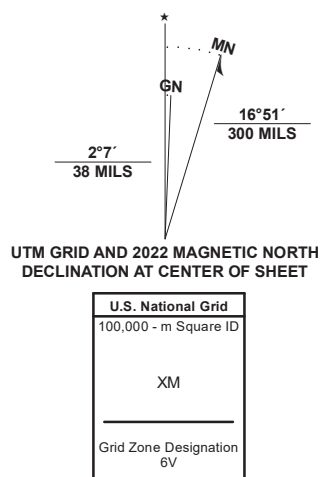 ★
MN
GN
16°51´
300 MILS
2°7´
38 MILS
UTM GRID AND 2022 MAGNETIC NORTH
DECLINATION AT CENTER OF SHEET
U.S. National Grid
100,000 - m Square ID
XM
Grid Zone Designation
6V